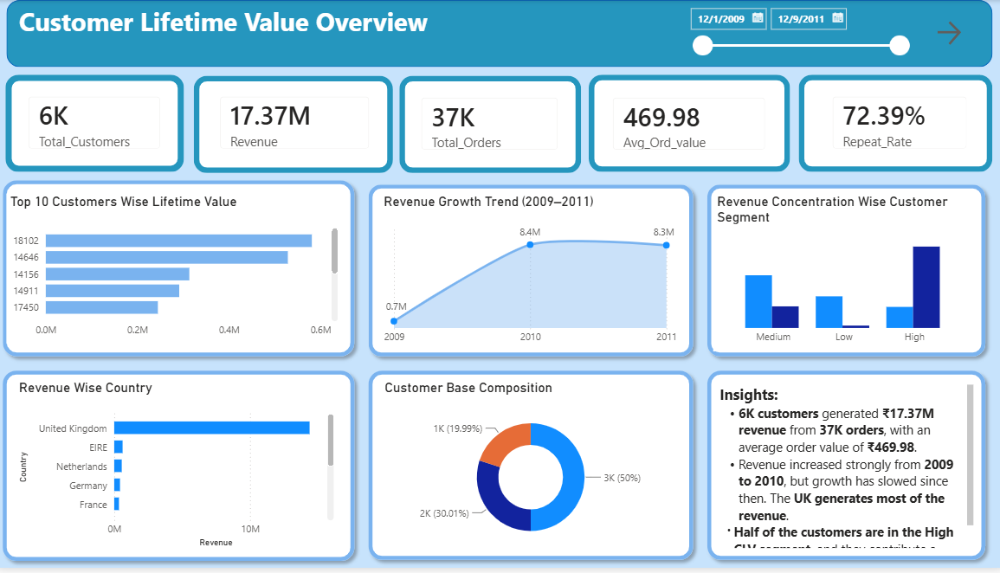 Customer Lifetime Value Overview
12/1/2009
12/9/2011
6K
Total_Customers
17.37M
Revenue
37K
Total_Orders
469.98
Avg_Ord_value
72.39%
Repeat_Rate
Top 10 Customers Wise Lifetime Value
18102
14646
14156
14911
17450
0.0M
0.2M
0.4M
0.6M
Revenue Growth Trend (2009–2011)
0.7M
8.4M
8.3M
2009
2010
2011
Revenue Concentration Wise Customer
Segment
Medium
Low
High
Revenue Wise Country
Country
United Kingdom
EIRE
Netherlands
Germany
France
0M
10M
Revenue
Customer Base Composition
1K (19.99%)
3K (50%)
2K (30.01%)
Insights:
• 6K customers generated ₹17.37M
revenue from 37K orders, with an
average order value of ₹469.98.
• Revenue increased strongly from 2009
to 2010, but growth has slowed since
then. The UK generates most of the
revenue.
• Half of the customers are in the High
CLV segment, and they contribute a